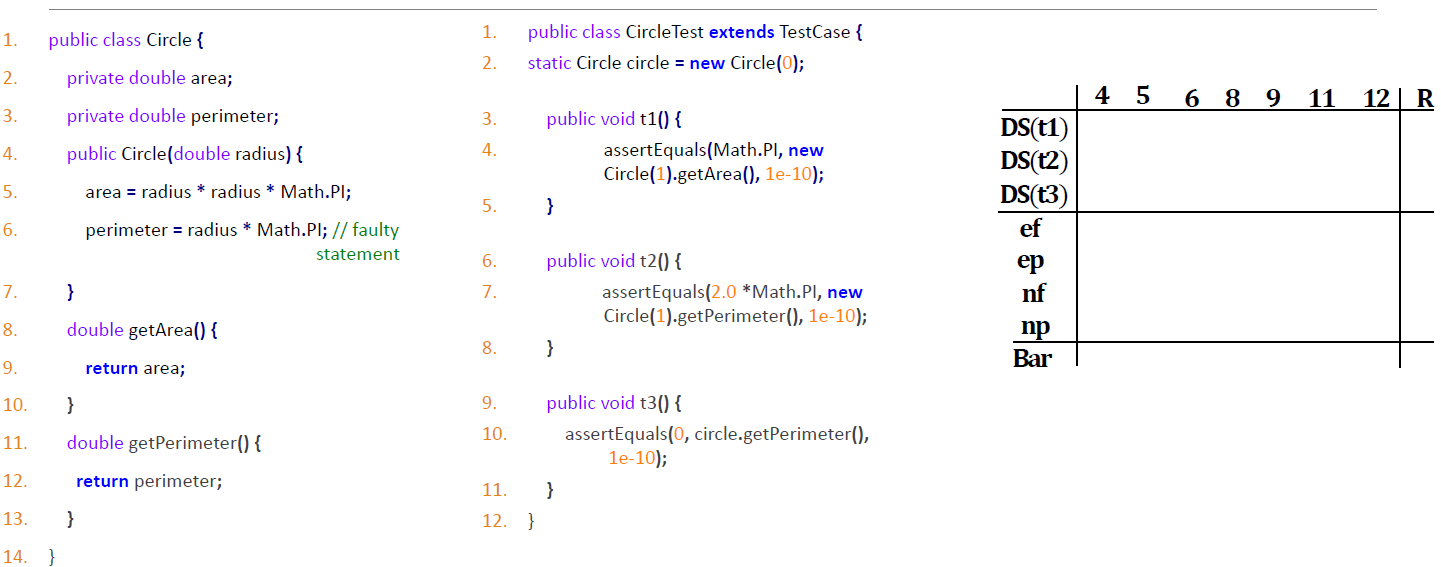 1. public class Circle {
2. private double area;
3. private double perimeter;
4. public Circle(double radius) {
5. area = radius * radius * Math.PI;
6. perimeter = radius * Math.PI; // faulty
statement
7. }
8. double getArea() {
9. return area;
10. }
11. double getPerimeter() {
12. return perimeter;
13. }
14. }
1. public class CircleTest extends TestCase {
2. static Circle circle = new Circle(0);
3. public void t1() {
4. assertEquals(Math.PI, new
Circle(1).getArea(), 1e-10);
5. }
6. public void t2() {
7. assertEquals(2.0 *Math.PI, new
Circle(1).getPerimeter(), 1e-10);
8. }
9. public void t3() {
10. assertEquals(0, circle.getPerimeter(),
1e-10);
11. }
12. }
4 5 6 8 9 11 12 R
DS(t1)
DS(t2)
DS(t3)
ef
ep
nf
np
Bar